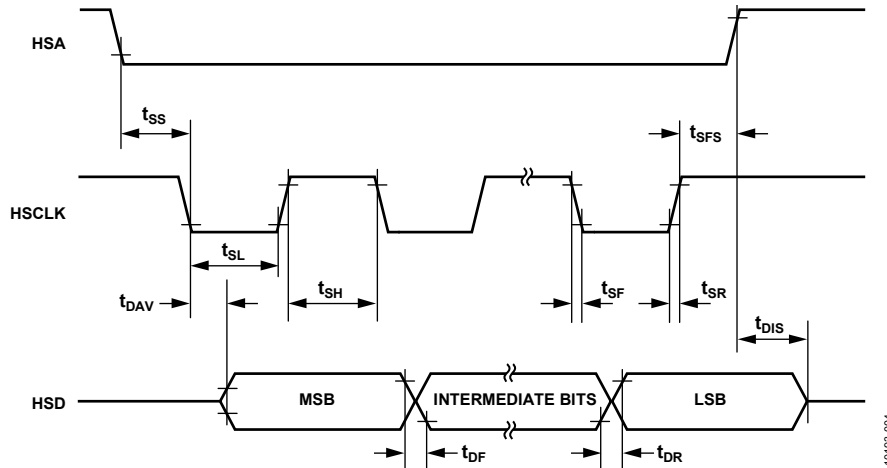 HSA
tSS
tSFS
HSCLK
tSL
tSH
tSF
tSR
tDAV
tDIS
HSD
MSB
INTERMEDIATE BITS
LSB
tDF
tDR